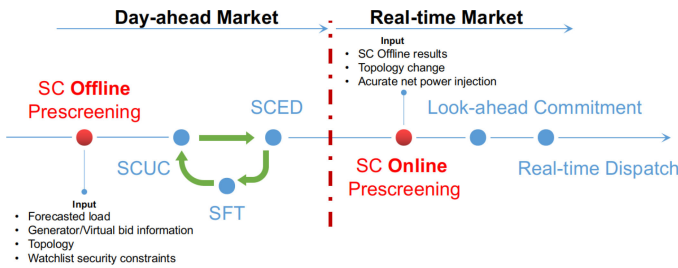 Day-ahead Market
Real-time Market
Input
• SC Offline results
• Topology change
• Acurate net power injection
SC Offline
Prescreening
SCED
Look-ahead Commitment
SCUC
SC Online
Prescreening
Real-time Dispatch
SFT
Input
• Forecasted load
• Generator/Virtual bid information
• Topology
• Watchlist security constraints